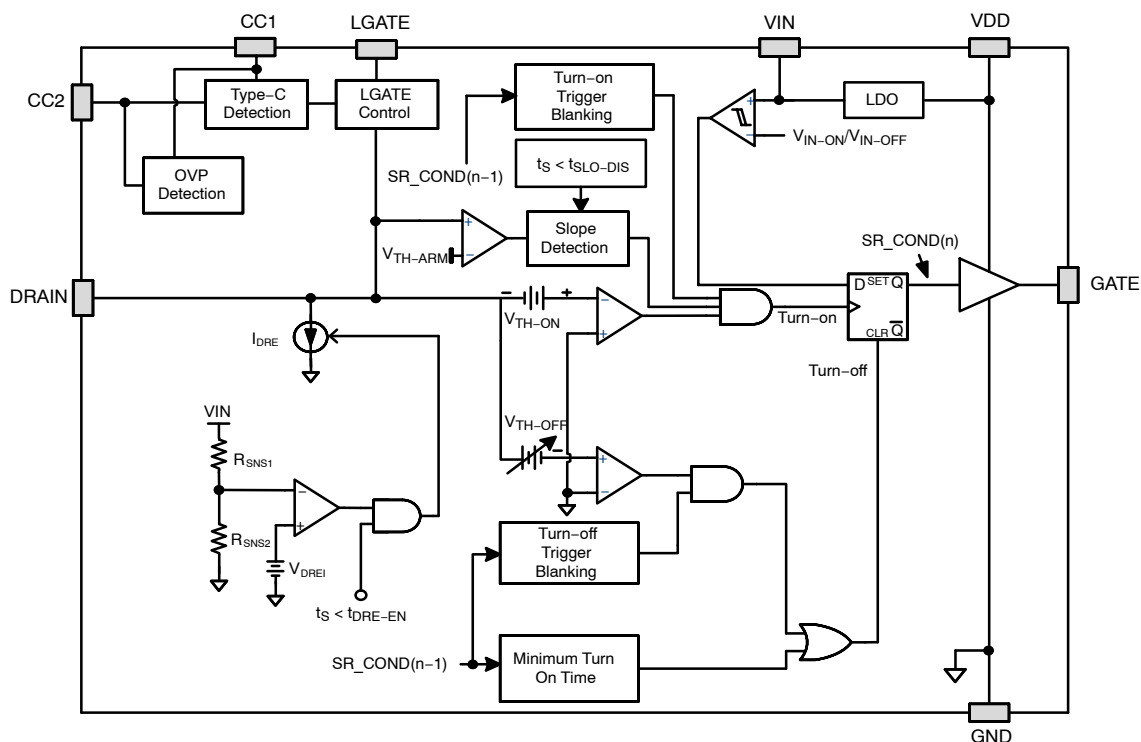 CC1
LGATE
VIN
VDD
CC2
Type−C
Detection
LGATE
Control
Turn−on
Trigger
Blanking
LDO
+
−
VIN−ON/VIN−OFF
OVP
Detection
SR_COND(n−1)
tS < tSLO−DIS
+
−
VTH−ARM
Slope
Detection
SR_COND(n)
DRAIN
− +
VTH−ON
−
+
Turn−on
D SET Q
CLR Q
GATE
IDRE
Turn−off
VIN
VTH−OFF
−
+
−
RSNS1
−
+
RSNS2
VDREI
Turn−off
Trigger
Blanking
tS < tDRE−EN
SR_COND(n−1)
Minimum Turn
On Time
GND